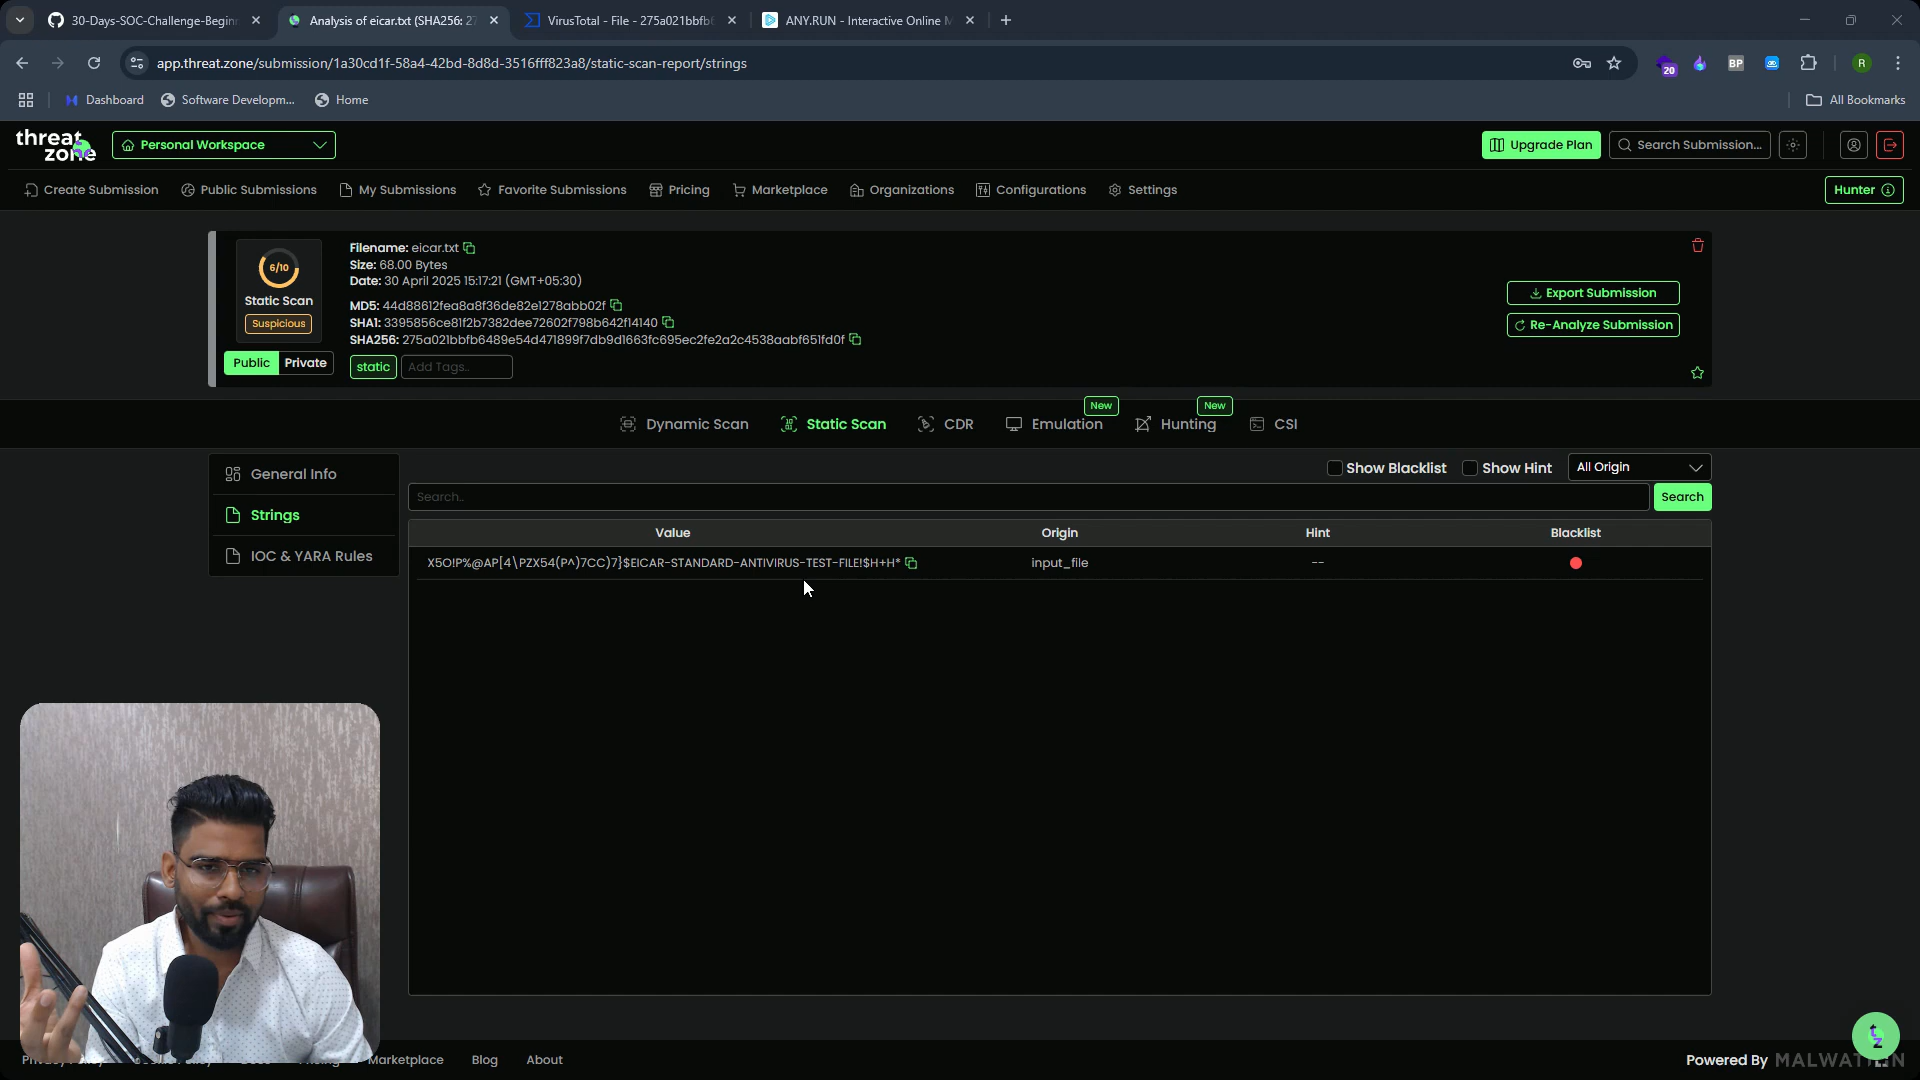 30-Days-SOC-Challenge-Beginn
Analysis of eicar.txt (SHA256: 27
VirusTotal - File - 275a021bbfb6
ANY.RUN - Interactive Online M
app.threat.zone/submission/1a30cd1f-58a4-42bd-8d8d-3516fff823a8/static-scan-report/strings
20
BP
R
Dashboard
Software Developm...
Home
All Bookmarks
threat zone
Personal Workspace
Upgrade Plan
Search Submission...
Create Submission
Public Submissions
My Submissions
Favorite Submissions
Pricing
Marketplace
Organizations
Configurations
Settings
Hunter
6/10
Static Scan
Suspicious
Public
Private
Filename: eicar.txt
Size: 68.00 Bytes
Date: 30 April 2025 15:17:21 (GMT+05:30)
MD5: 44d88612fea8a8f36de82e1278abb02f
SHA1: 3395856ce81f2b7382dee72602f798b642f14140
SHA256: 275a021bbfb6489e54d471899f7db9d1663fc695ec2fe2a2c4538aabf651fd0f
static
Add Tags..
Export Submission
Re-Analyze Submission
Dynamic Scan
Static Scan
CDR
Emulation
New
Hunting
New
CSI
General Info
Strings
IOC & YARA Rules
Show Blacklist
Show Hint
All Origin
Search..
Search
Value
Origin
Hint
Blacklist
X5O!P%@AP[4\PZX54(P^)7CC)7}$EICAR-STANDARD-ANTIVIRUS-TEST-FILE!$H+H*
input_file
--
Marketplace
Blog
About
Powered By